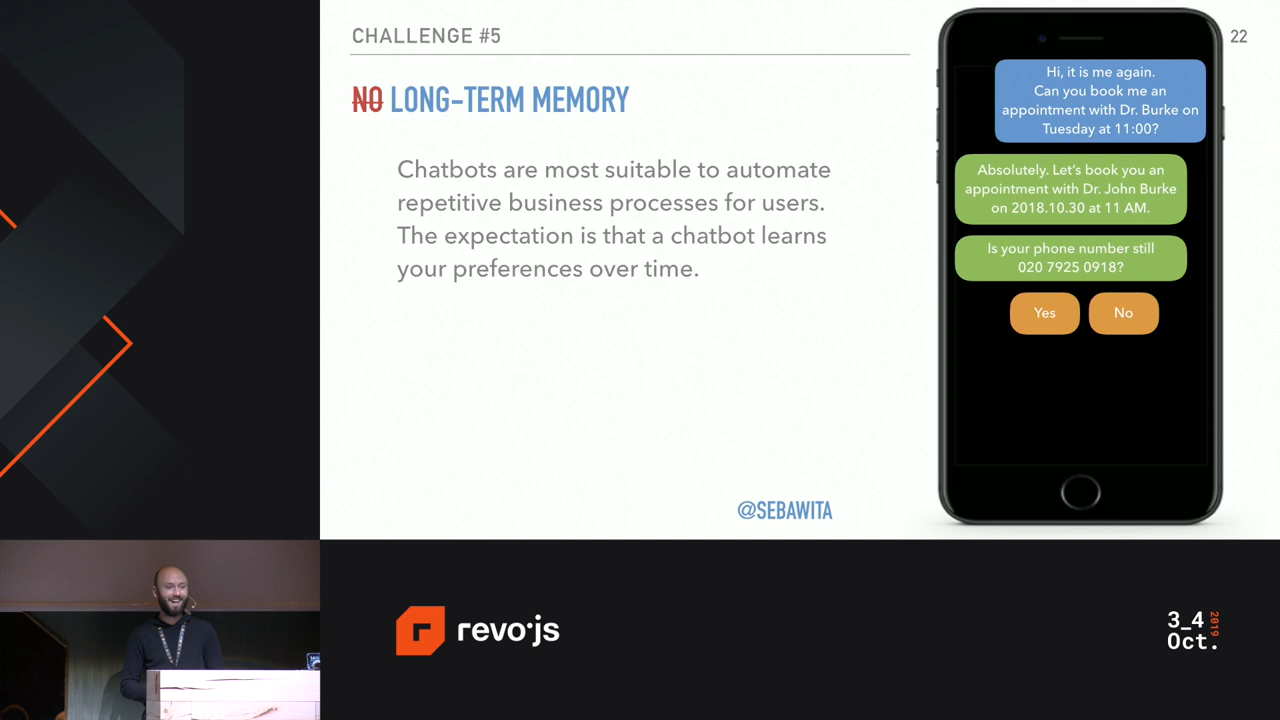 CHALLENGE #5
22
NO LONG-TERM MEMORY
Chatbots are most suitable to automate
repetitive business processes for users.
The expectation is that a chatbot learns
your preferences over time.
@SEBAWITA
Hi, it is me again.
Can you book me an
appointment with Dr. Burke on
Tuesday at 11:00?
Absolutely. Let's book you an
appointment with Dr. John Burke
on 2018.10.30 at 11 AM.
Is your phone number still
020 7925 0918?
Yes
No
r revo·js
3_4
Oct.
2019